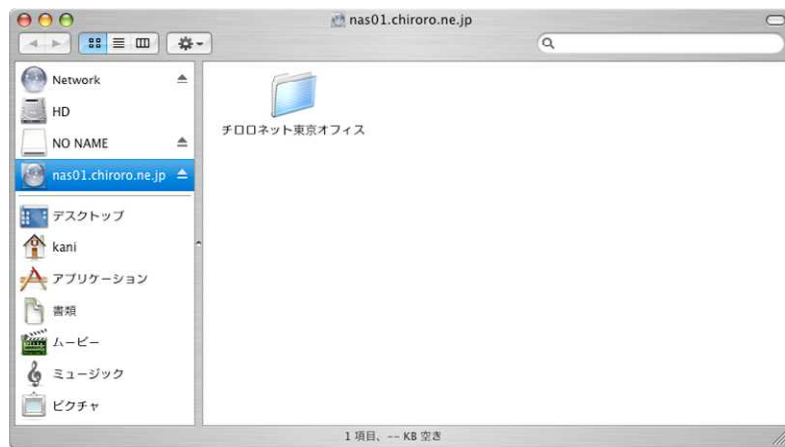 nas01.chiroro.ne.jp
Network
HD
NO NAME
nas01.chiroro.ne.jp
デスクトップ
kani
アプリケーション
書類
ムービー
ミュージック
ピクチャ
チロロネット東京オフィス
1 項目、-- KB 空き